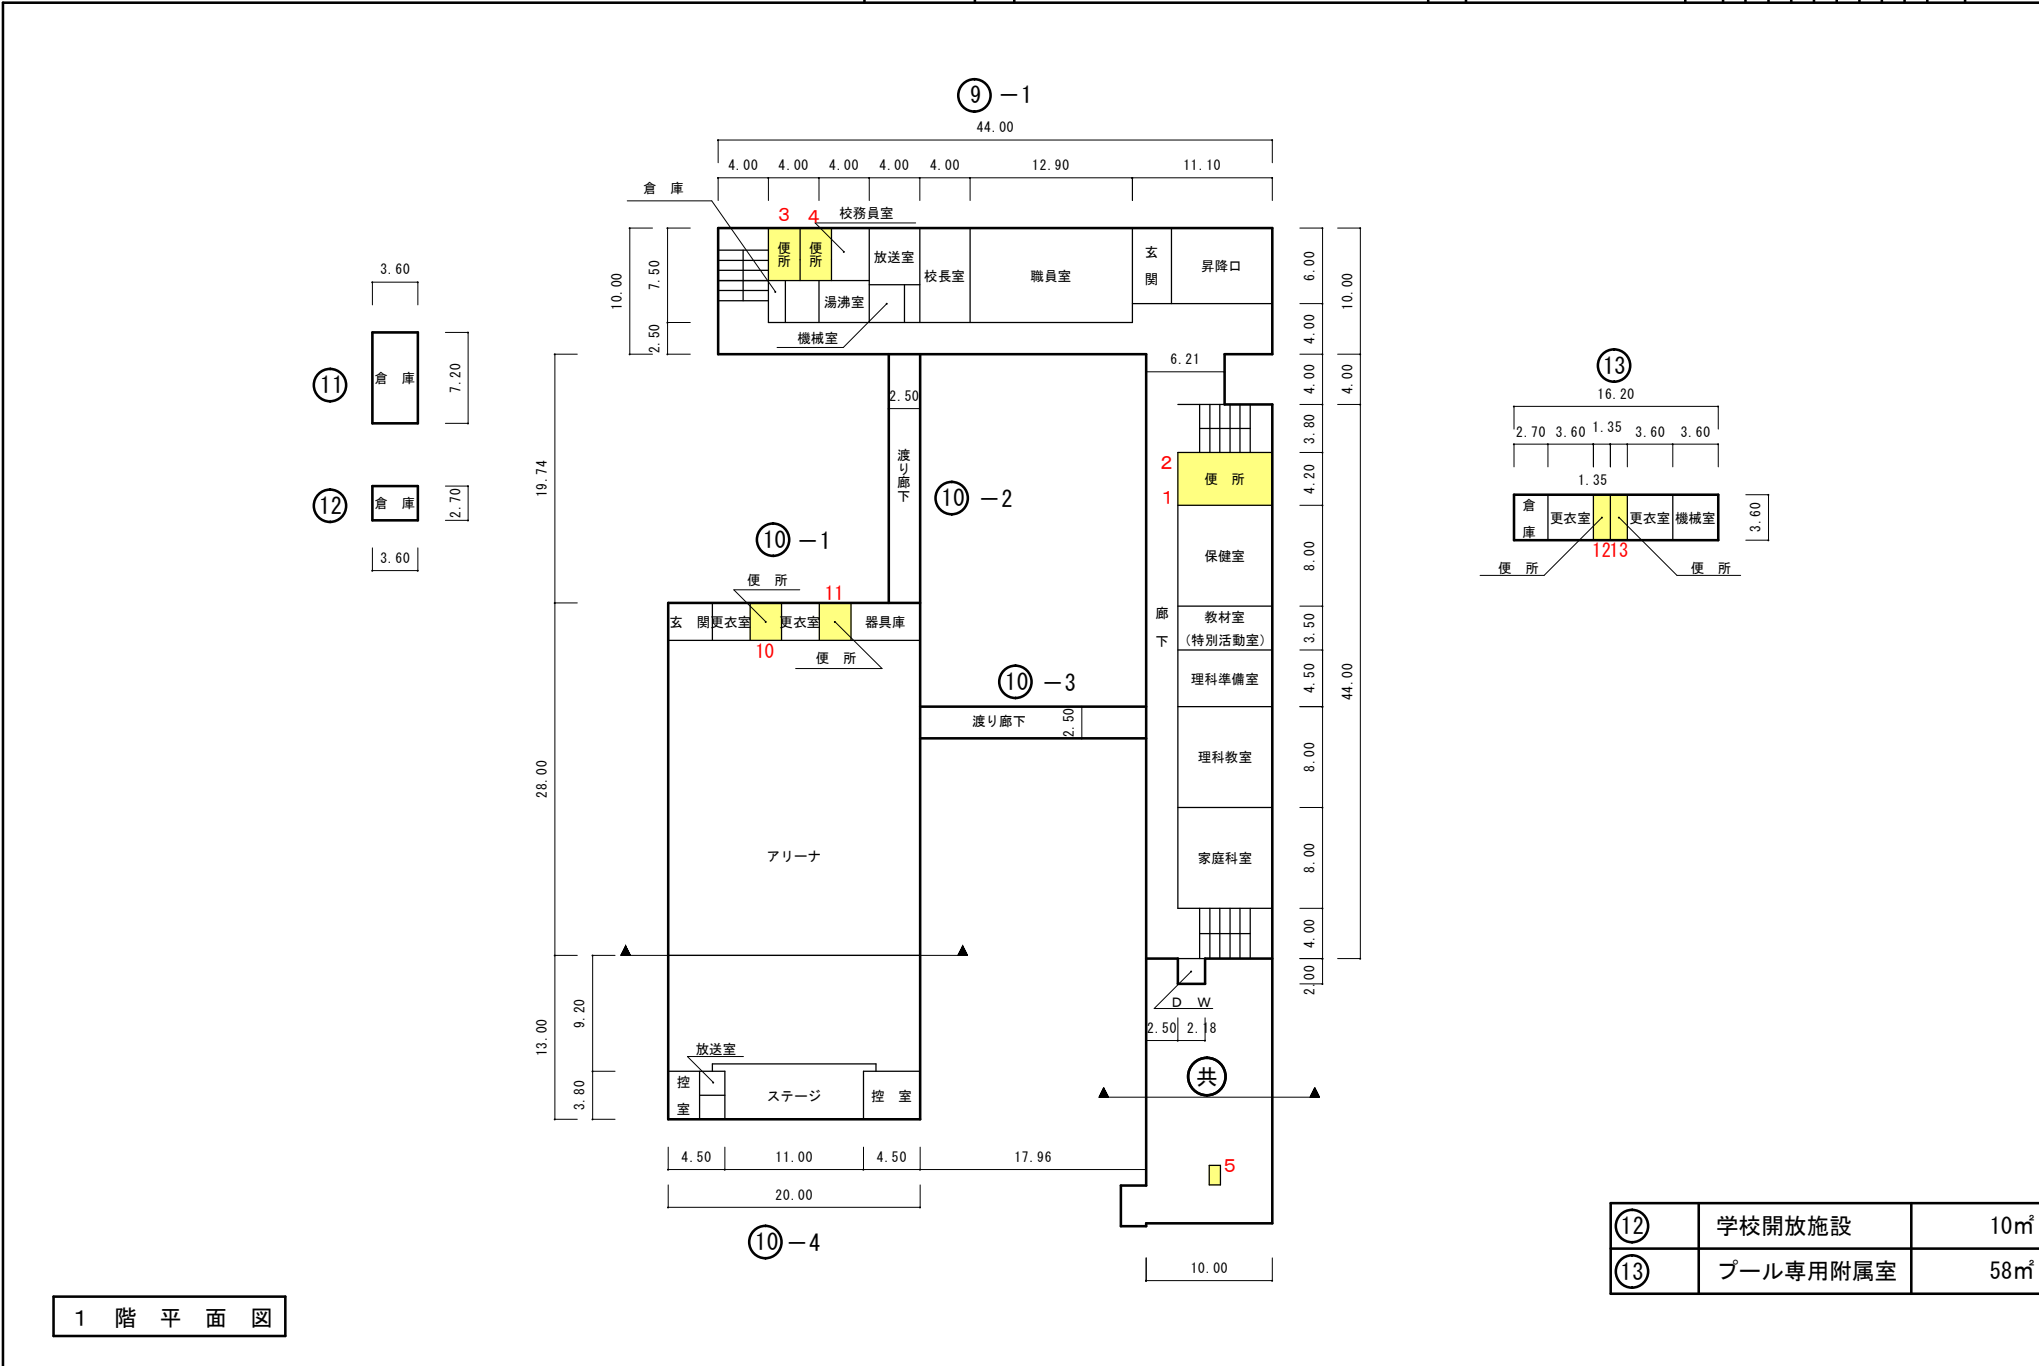 ⑨－1
44.00
4.00 4.00 4.00 4.00 4.00 12.90 11.10
倉 庫
3 4 校務員室
便所 便所 放送室 校長室 職員室 玄関 昇降口
湯沸室
機械室
10.00 7.50 2.50
6.00 4.00 10.00
6.21
4.00 4.00
3.60
⑪ 倉 庫 7.20
⑫ 倉 庫 2.70
3.60
19.74
2.50
渡り廊下
⑩－2
⑩－1
便 所
11
玄 関 更衣室 更衣室 器具庫
10
便 所
⑩－3
渡り廊下 2.50
28.00
アリーナ
13.00 9.20 3.80
放送室
控室 ステージ 控 室
4.50 11.00 4.50 17.96
20.00
⑩－4
3.80
2
1
便 所 4.20
保健室 8.00
廊下
教材室
(特別活動室)
3.50
理科準備室 4.50
44.00
理科教室 8.00
家庭科室 8.00
4.00
2.00
D W
2.50 2.18
共
5
10.00
⑬
16.20
2.70 3.60 1.35 3.60 3.60
1.35
倉庫 更衣室 更衣室 機械室 3.60
12 13
便 所 便 所
⑫ 学校開放施設 10㎡
⑬ プール専用附属室 58㎡
1 階 平 面 図